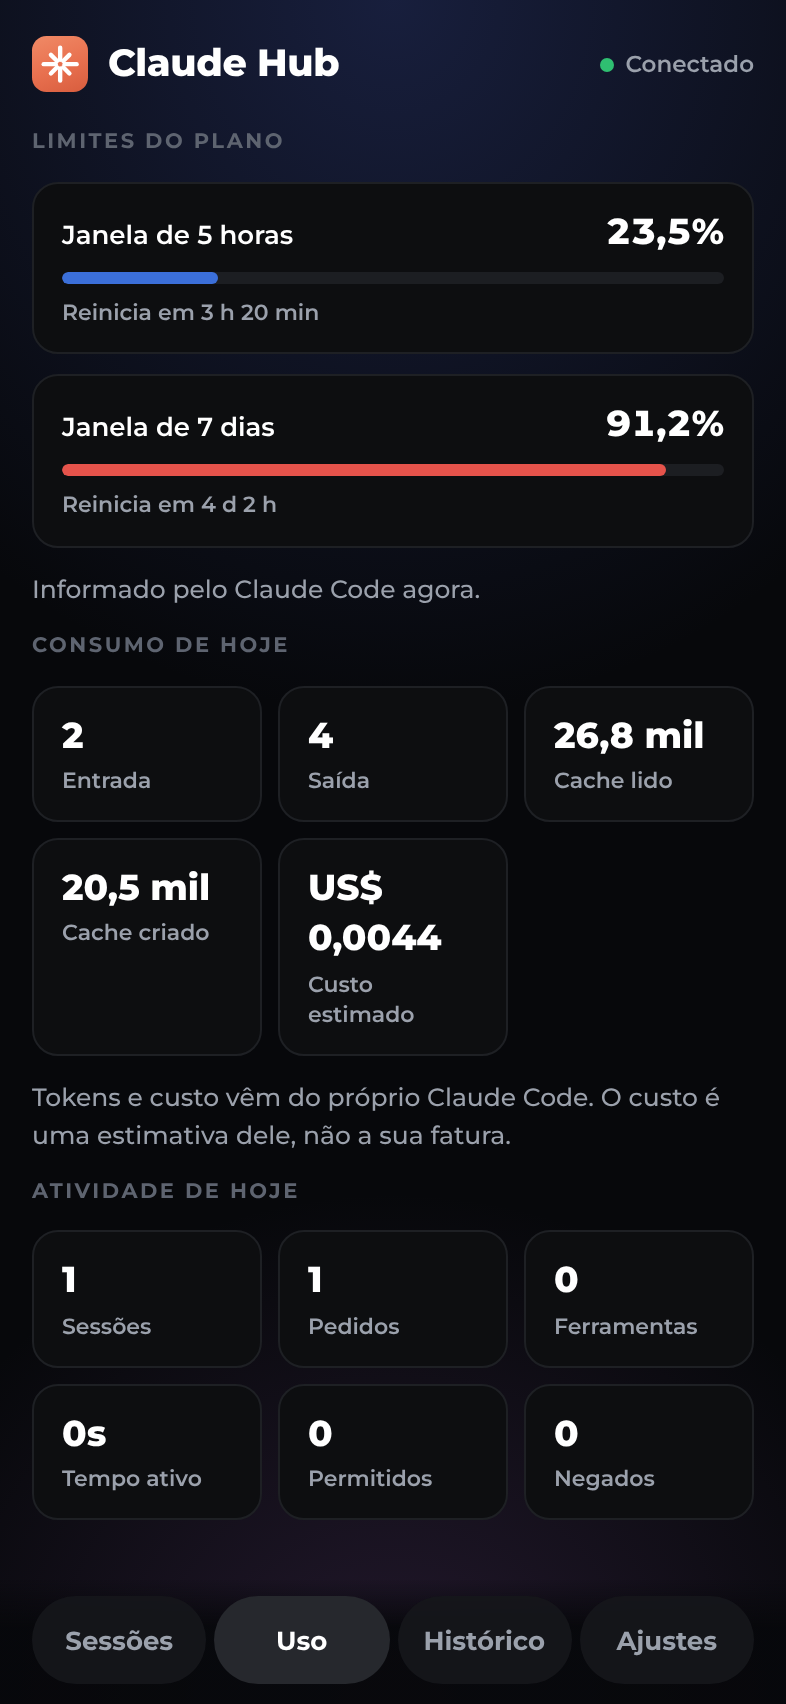 Claude Hub
Conectado
LIMITES DO PLANO
Janela de 5 horas
23,5%
Reinicia em 3 h 20 min
Janela de 7 dias
91,2%
Reinicia em 4 d 2 h
Informado pelo Claude Code agora.
CONSUMO DE HOJE
2
Entrada
4
Saída
26,8 mil
Cache lido
20,5 mil
Cache criado
US$
0,0044
Custo
estimado
Tokens e custo vêm do próprio Claude Code. O custo é
uma estimativa dele, não a sua fatura.
ATIVIDADE DE HOJE
1
Sessões
1
Pedidos
0
Ferramentas
0s
Tempo ativo
0
Permitidos
0
Negados
Sessões
Uso
Histórico
Ajustes